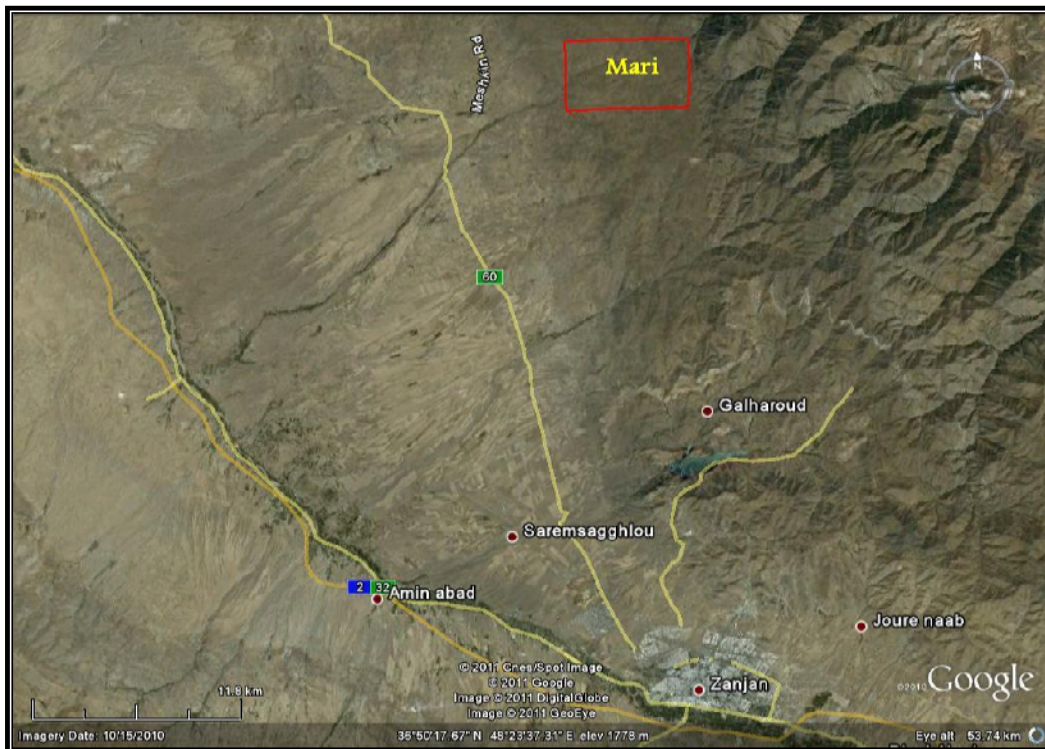 Meshkin Rd
Mari
N
60
Galharoud
Saremsagghlou
2
32
Amin abad
Joure naab
Zanjan
© 2011 Cnes/Spot Image
© 2011 Google
Image © 2011 DigitalGlobe
Image © 2011 GeoEye
©2010 Google
11.8 km
Imagery Date: 10/15/2010
36°50'17.67" N 48°23'37.31" E elev 1778 m
Eye alt 53.74 km